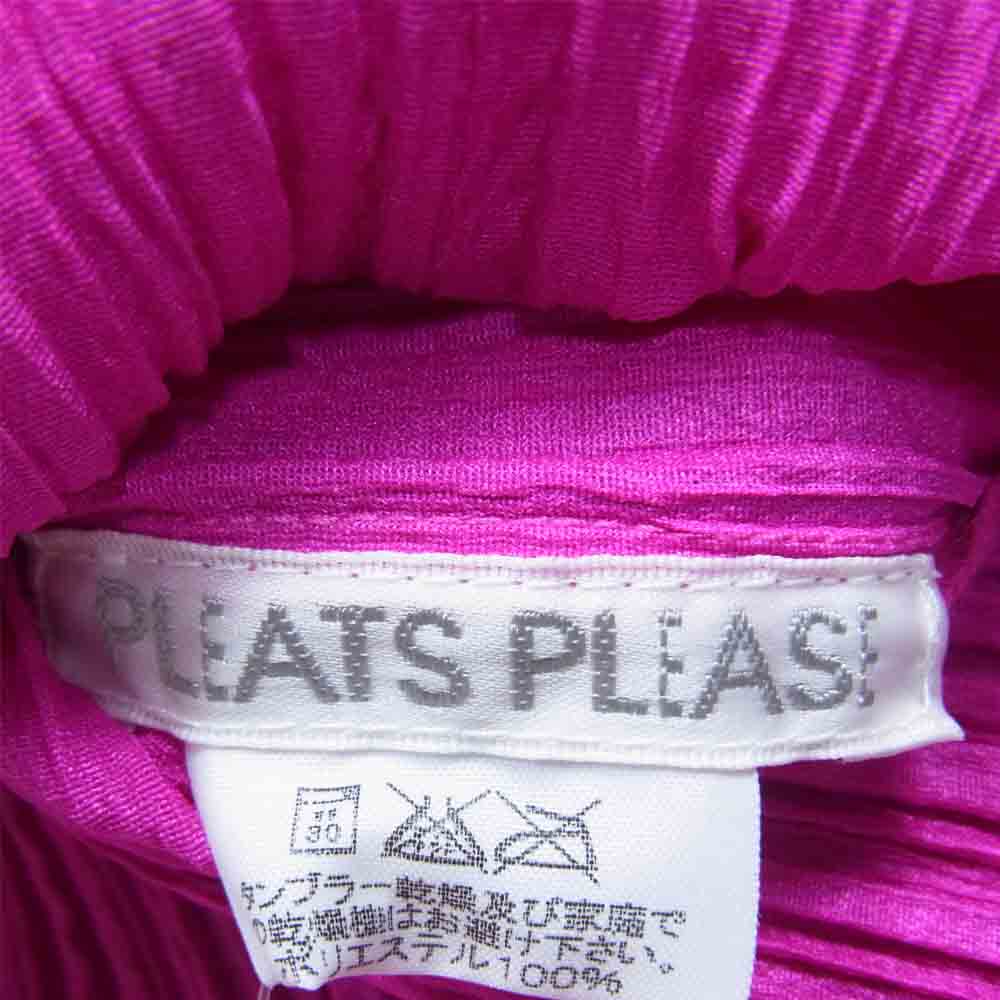 PLEATS PLEASE
30
タンブラー乾燥及び家庭で
の乾燥機はお避け下さい。
ポリエステル100%